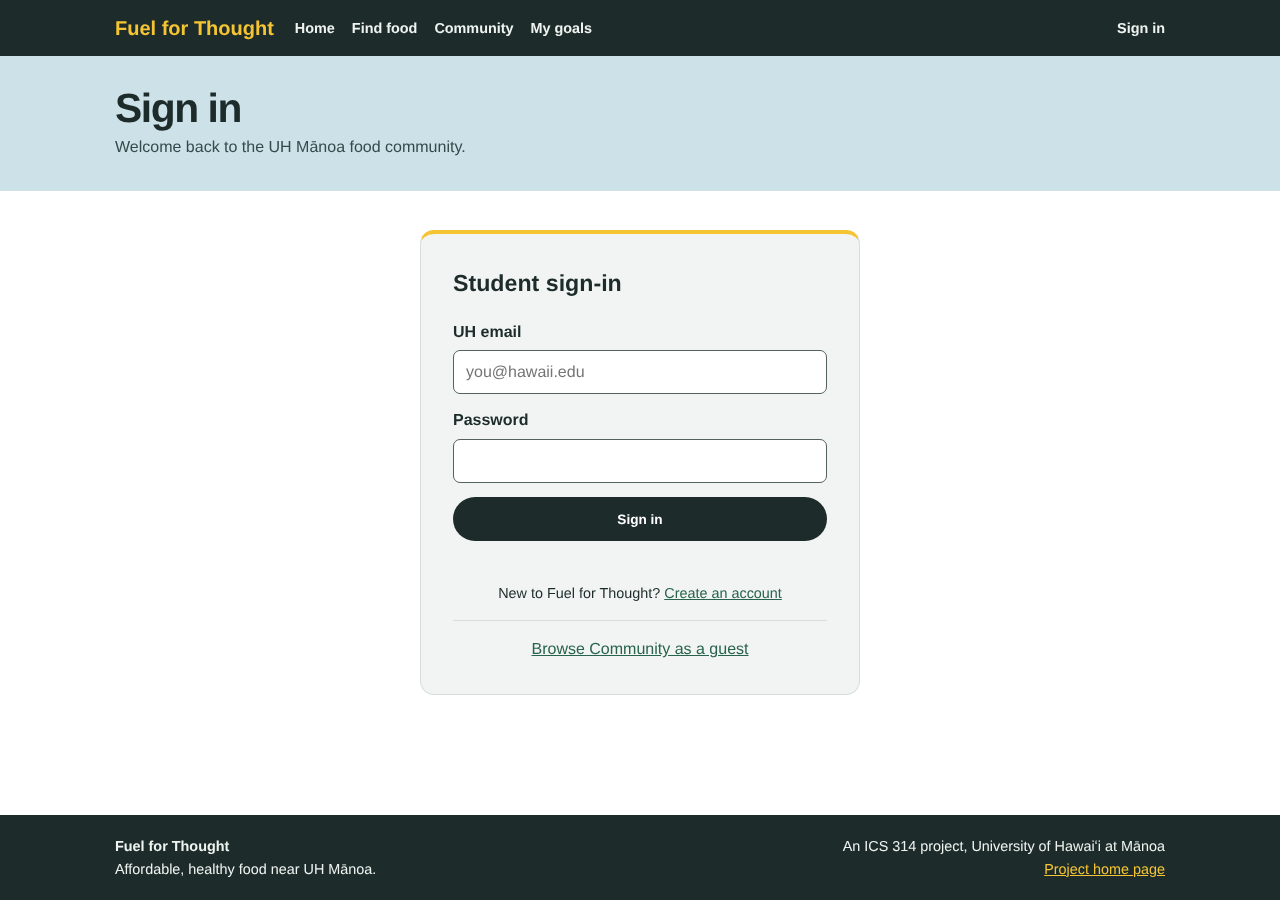 Fuel for Thought Home Find food Community My goals Sign in
Sign in
Welcome back to the UH Mānoa food community.
Student sign-in
UH email
you@hawaii.edu
Password
Sign in
New to Fuel for Thought? Create an account
Browse Community as a guest
Fuel for Thought
Affordable, healthy food near UH Mānoa.
An ICS 314 project, University of Hawaiʻi at Mānoa
Project home page